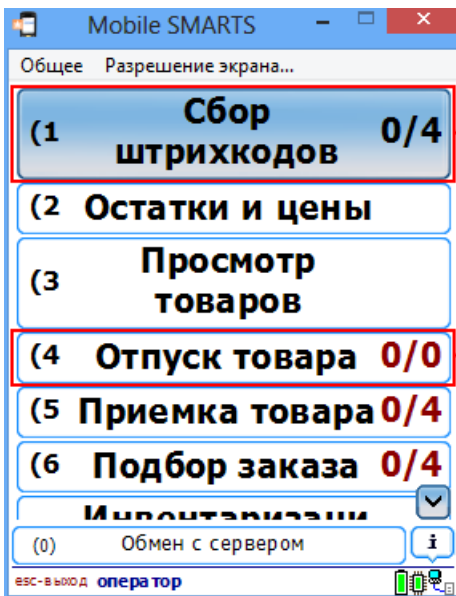 Mobile SMARTS
Общее Разрешение экрана...
(1 Сбор 0/4
штрихкодов
(2 Остатки и цены
(3 Просмотр
товаров
(4 Отпуск товара 0/0
(5 Приемка товара 0/4
(6 Подбор заказа 0/4
(0) Обмен с сервером i
esc-выход оператор